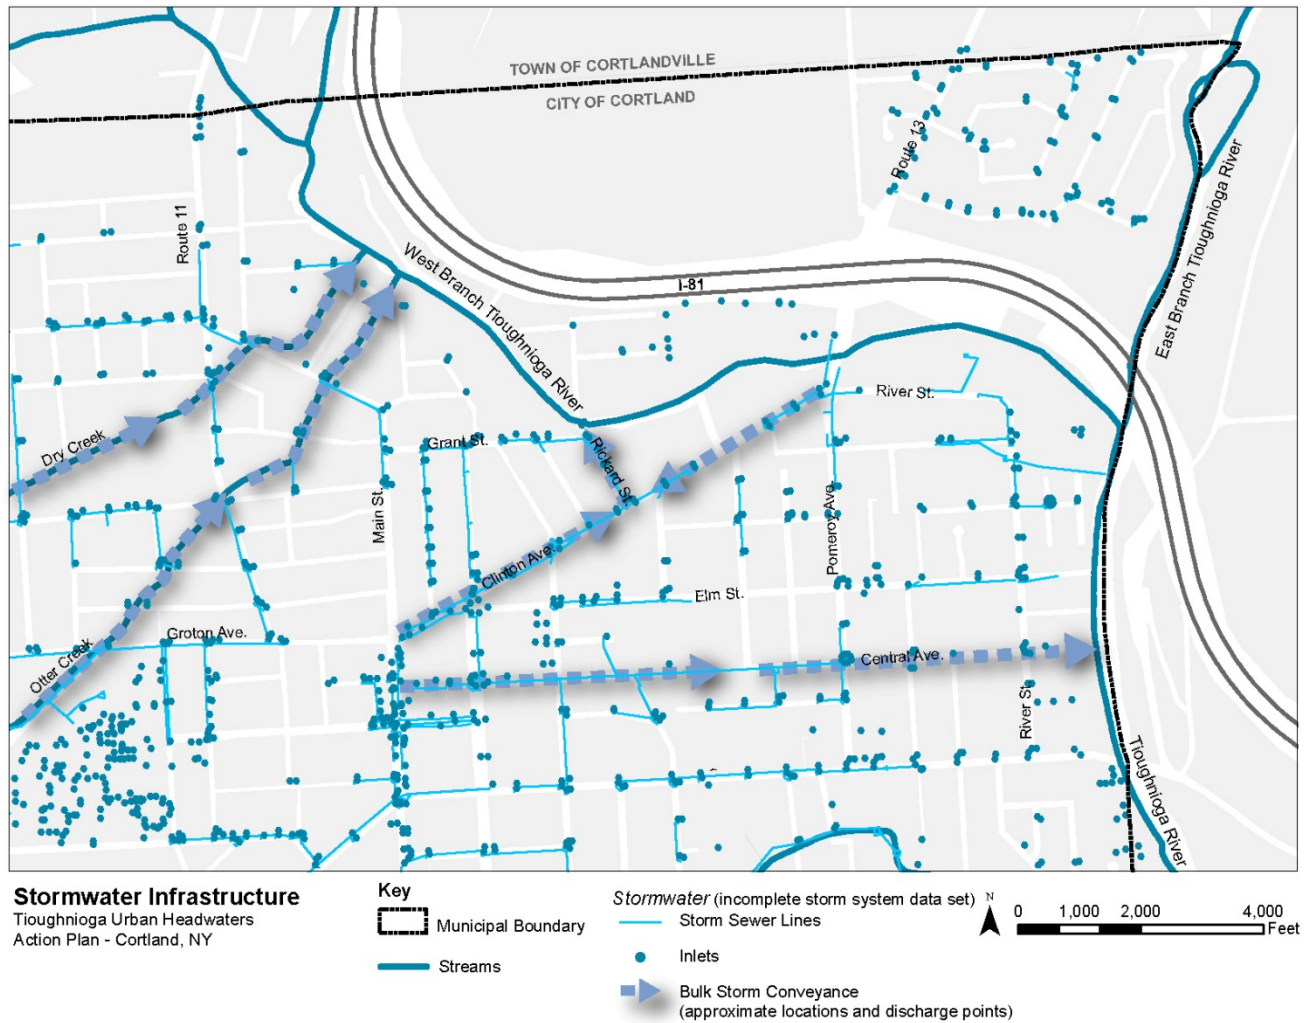 TOWN OF CORTLANDVILLE
CITY OF CORTLAND
Route 13
Route 11
East Branch Tioughnioga River
West Branch Tioughnioga River
I-81
River St.
Dry Creek
Grant St.
Rickard St.
Main St.
Pomeroy Ave.
Clinton Ave.
Elm St.
Groton Ave.
Otter Creek
Central Ave.
River St.
Tioughnioga River
Stormwater Infrastructure
Tioughnioga Urban Headwaters
Action Plan - Cortland, NY
Key
Municipal Boundary
Streams
Stormwater (incomplete storm system data set)
Storm Sewer Lines
Inlets
Bulk Storm Conveyance
(approximate locations and discharge points)
N
0 1,000 2,000 4,000
Feet